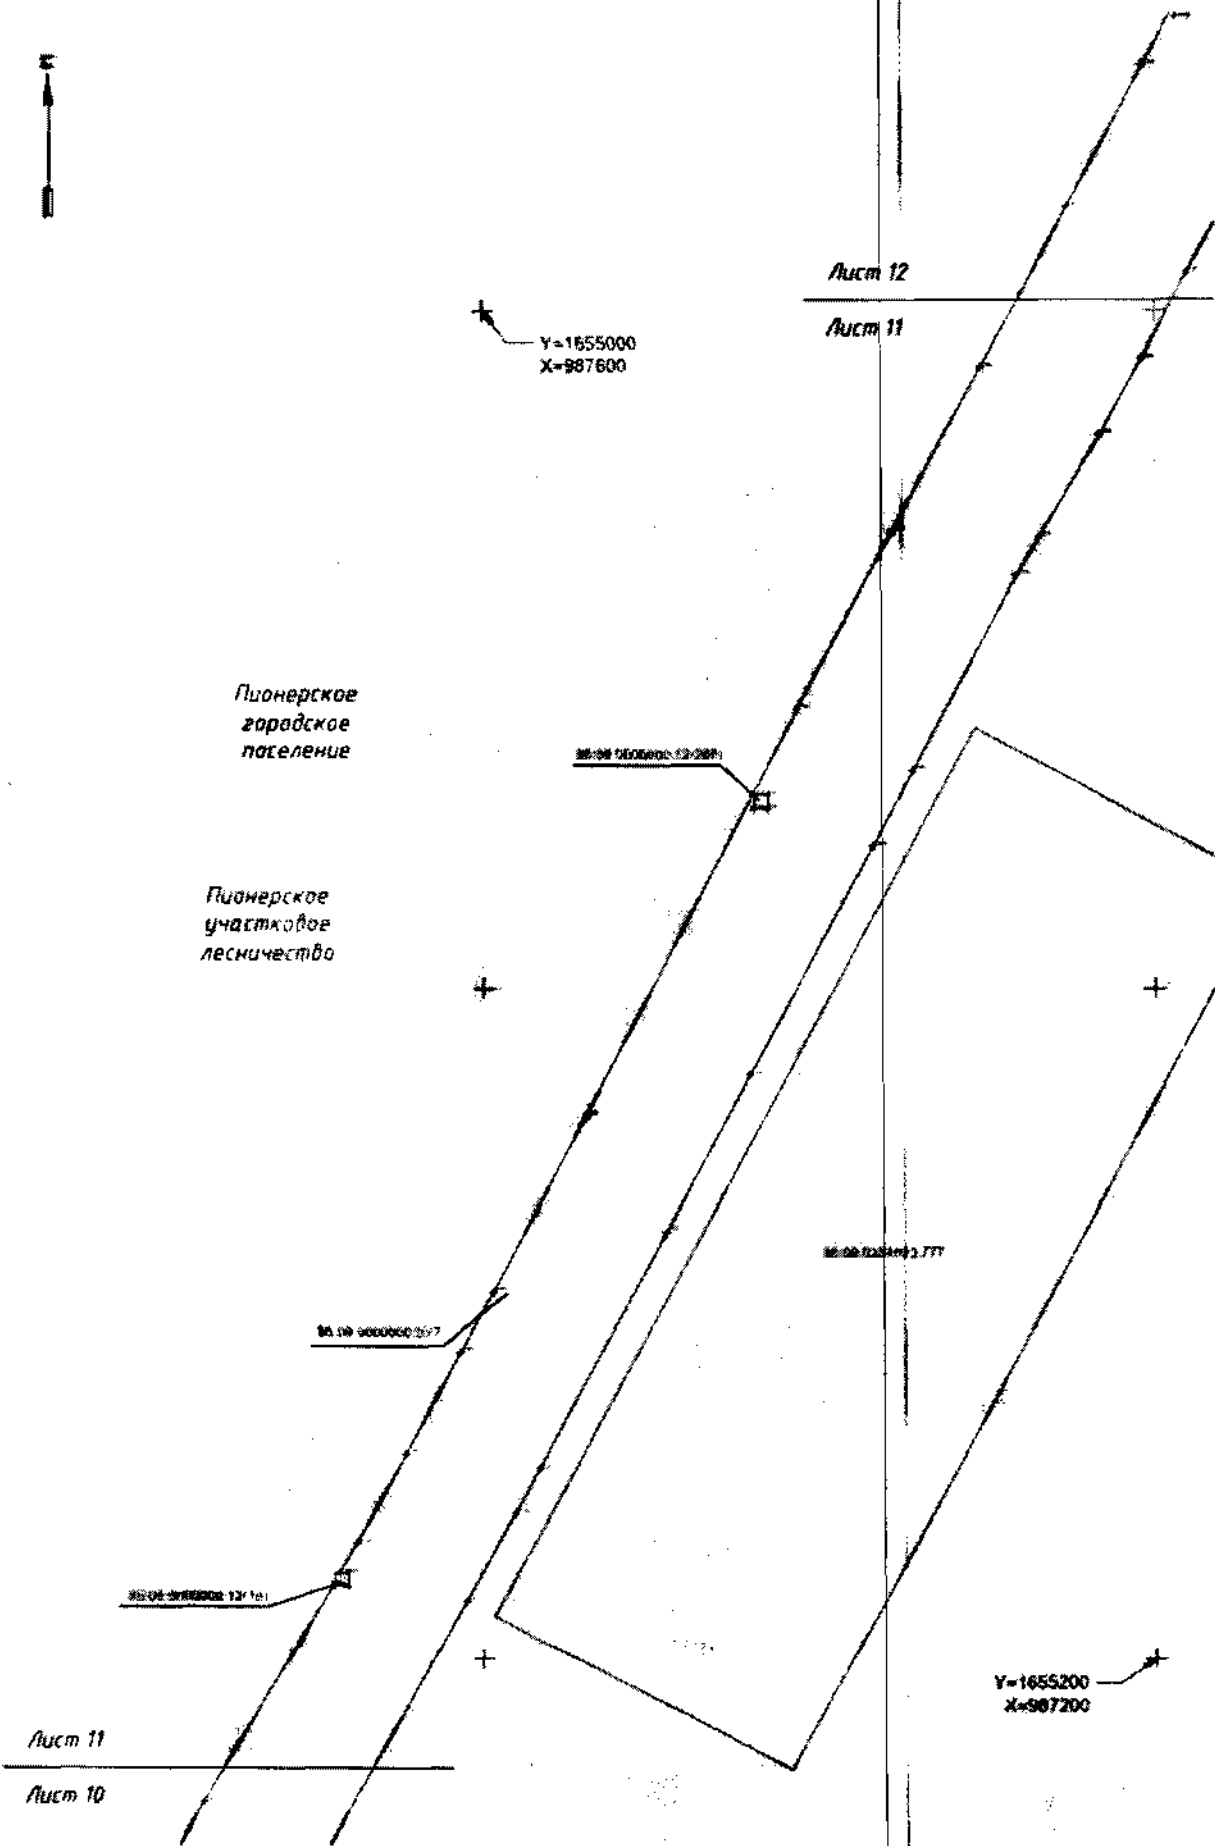 Лист 12
Лист 11
Y=1655000
X=987600
Пионерское
городское
поселение
Пионерское
участковое
лесничество
Y=1655200
X=987200
Лист 11
Лист 10